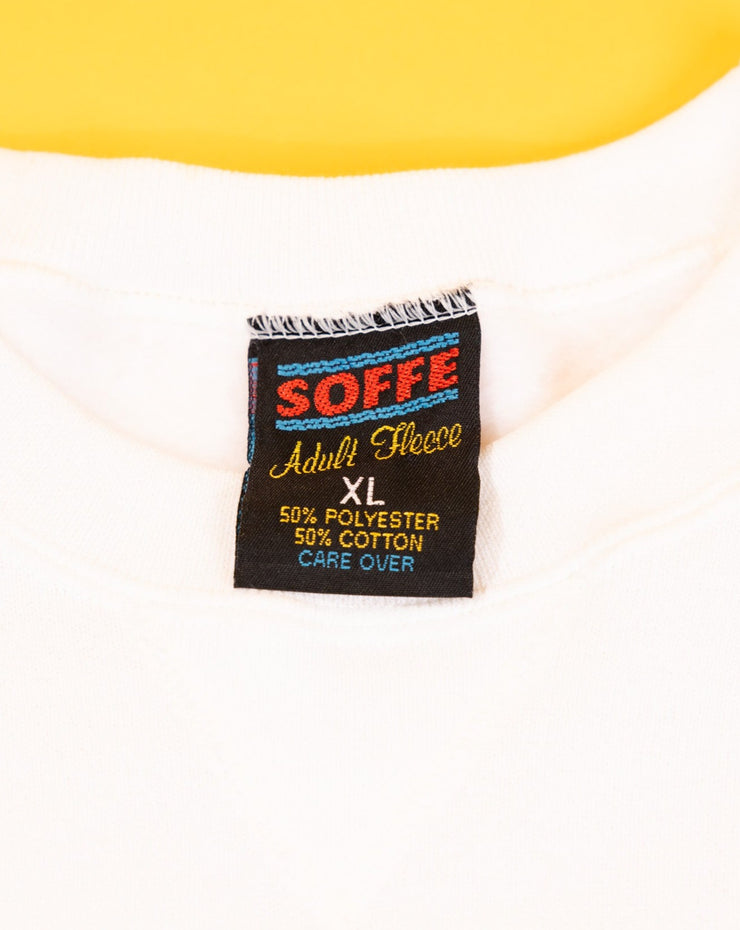 SOFFE
Adult Fleece
XL
50% POLYESTER
50% COTTON
CARE OVER